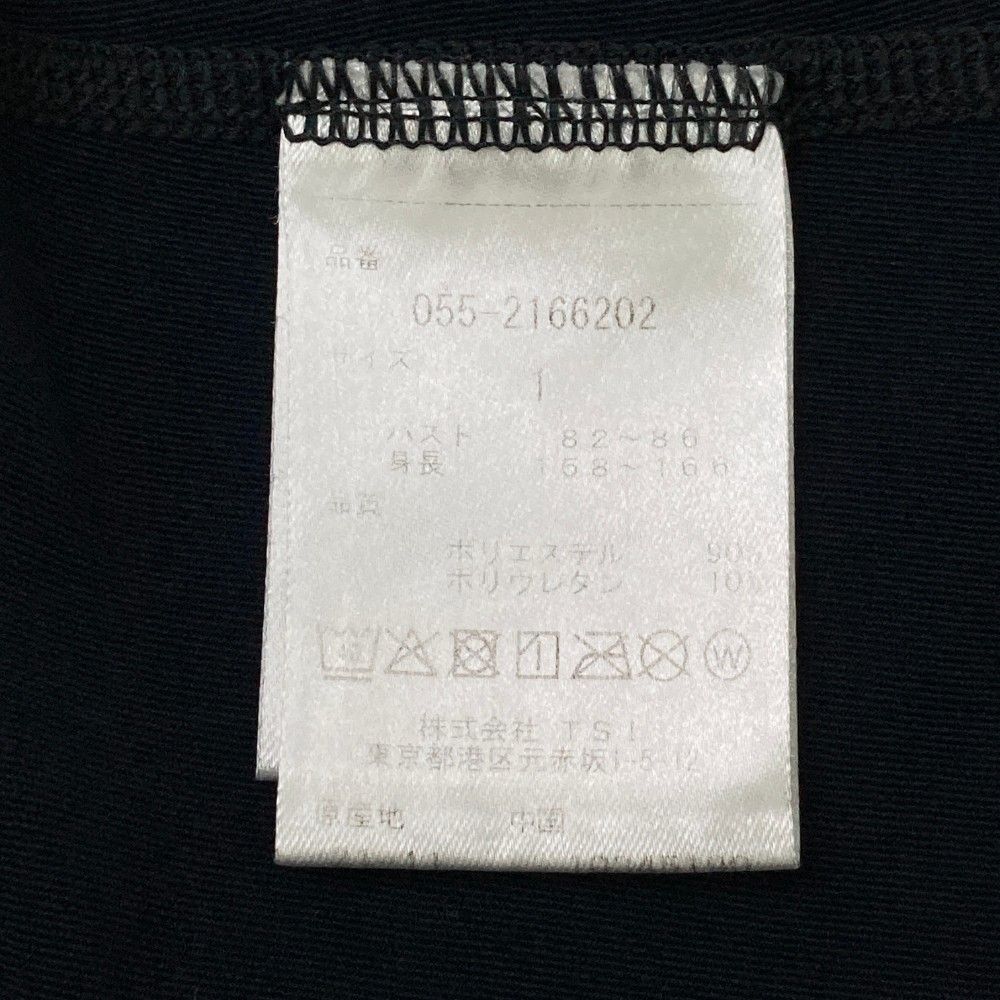 品番
055-2166202
サイズ
1
バスト 82～86
身長 158～166
品質
ポリエステル 90%
ポリウレタン 10%
W
株式会社 TSI
東京都港区元赤坂1-5-12
原産地 中国